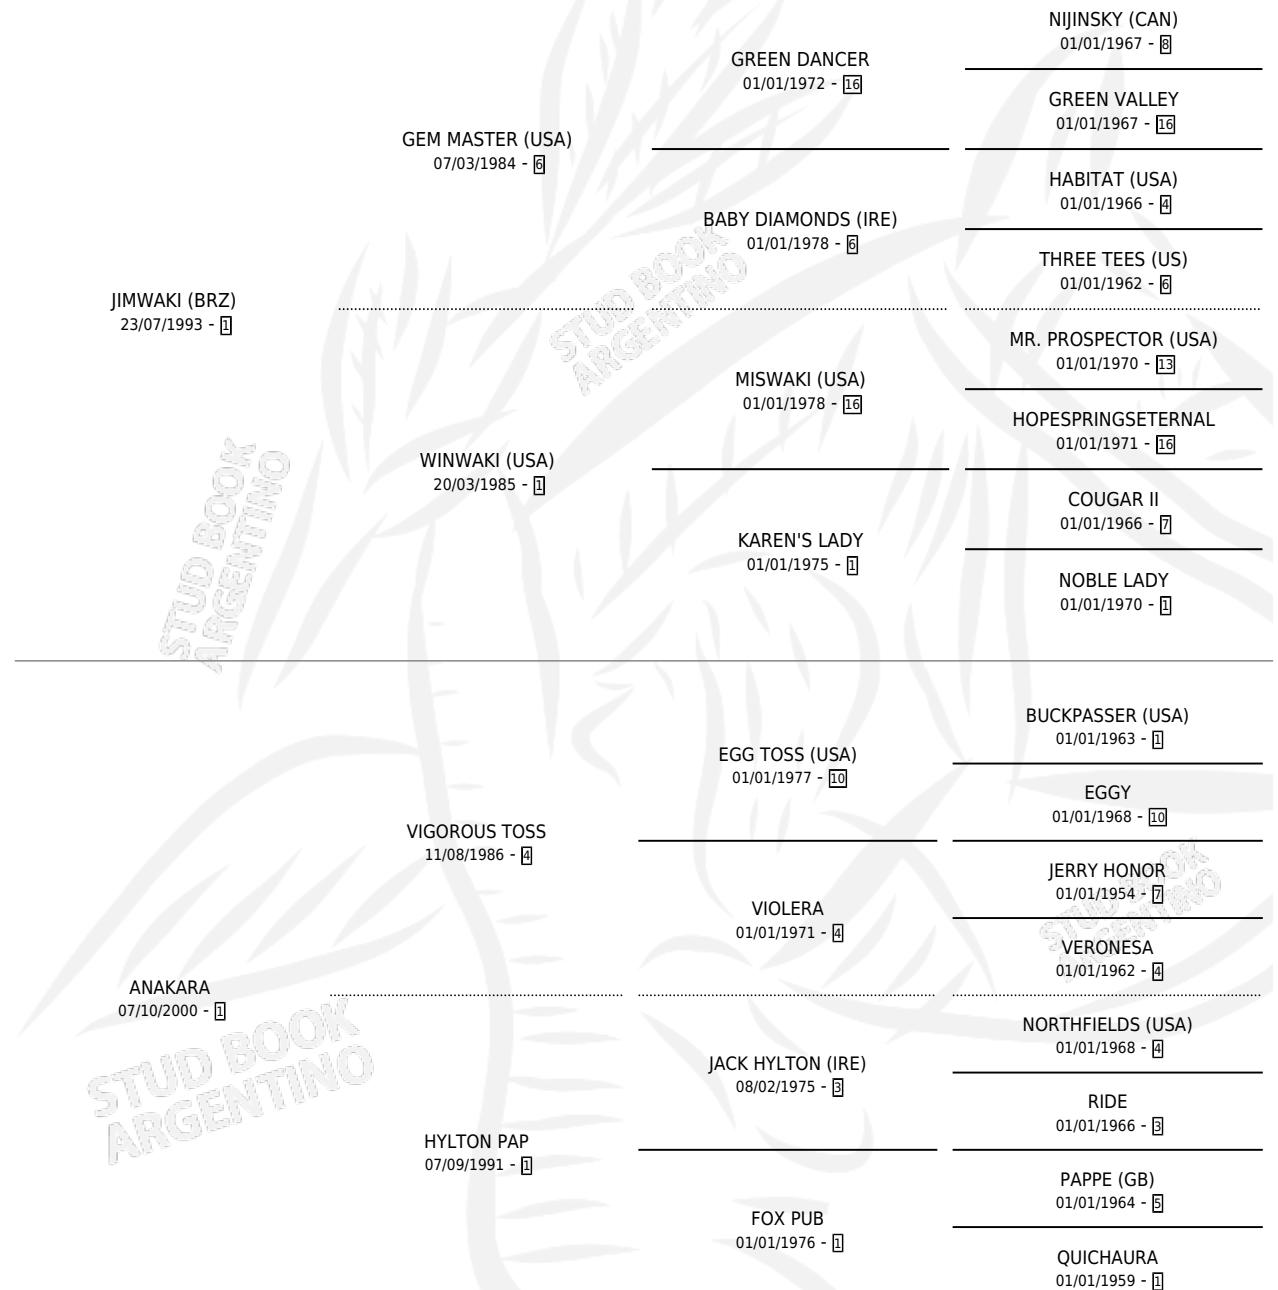 NIJINSKY (CAN)
01/01/1967 - 8
GREEN DANCER
01/01/1972 - 16
GREEN VALLEY
01/01/1967 - 16
GEM MASTER (USA)
07/03/1984 - 6
HABITAT (USA)
01/01/1966 - 4
BABY DIAMONDS (IRE)
01/01/1978 - 6
THREE TEES (US)
01/01/1962 - 6
JIMWAKI (BRZ)
23/07/1993 - 1
STUD BOOK
ARGENTINO
MR. PROSPECTOR (USA)
01/01/1970 - 13
MISWAKI (USA)
01/01/1978 - 16
HOPESPRINGSETERNAL
01/01/1971 - 16
WINWAKI (USA)
20/03/1985 - 1
COUGAR II
01/01/1966 - 7
KAREN'S LADY
01/01/1975 - 1
NOBLE LADY
01/01/1970 - 1
STUD BOOK
ARGENTINO
BUCKPASSER (USA)
01/01/1963 - 1
EGG TOSS (USA)
01/01/1977 - 10
EGGY
01/01/1968 - 10
VIGOROUS TOSS
11/08/1986 - 4
JERRY HONOR
01/01/1954 - 7
VIOLERA
01/01/1971 - 4
VERONESA
01/01/1962 - 4
STUD BOOK
ARGENTINO
ANAKARA
07/10/2000 - 1
NORTHFIELDS (USA)
01/01/1968 - 4
JACK HYLTON (IRE)
08/02/1975 - 3
RIDE
01/01/1966 - 3
STUD BOOK
ARGENTINO
HYLTON PAP
07/09/1991 - 1
PAPPE (GB)
01/01/1964 - 5
FOX PUB
01/01/1976 - 1
QUICHAURA
01/01/1959 - 1